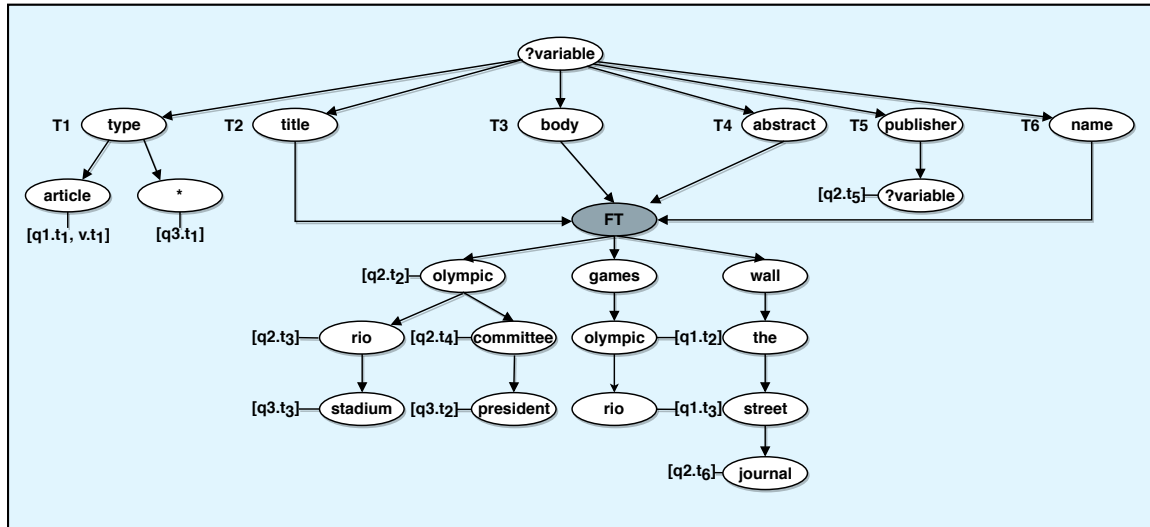 ?variable
T1 type T2 title T3 body T4 abstract T5 publisher T6 name
article * [q2.t5] ?variable
[q1.t1, v.t1] [q3.t1] FT
[q2.t2] olympic games wall
[q2.t3] rio [q2.t4] committee olympic [q1.t2] the
[q3.t3] stadium [q3.t2] president rio [q1.t3] street
[q2.t6] journal